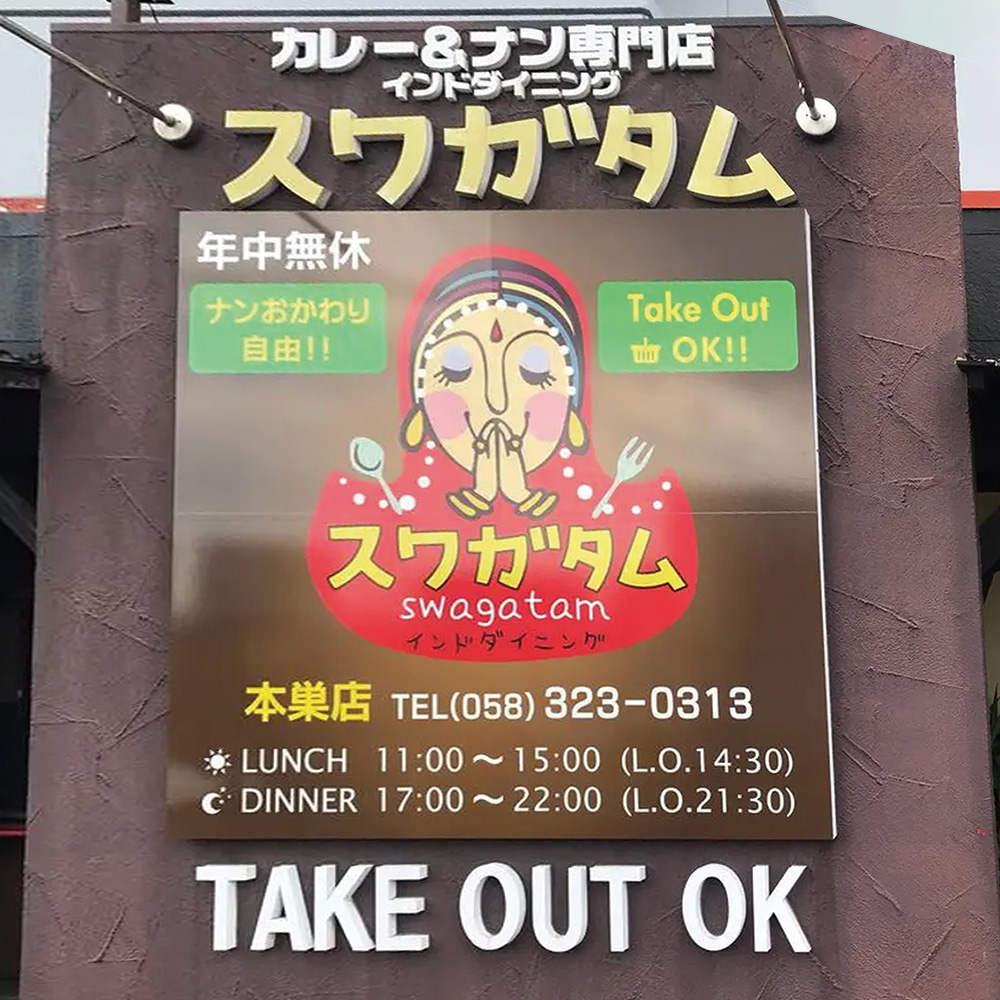 カレー&ナン専門店
インドダイニング
スワガタム
年中無休
ナンおかわり
自由!!
Take Out
OK!!
スワガタム
swagatam
インドダイニング
本巣店 TEL(058) 323-0313
LUNCH 11:00〜15:00 (L.O.14:30)
DINNER 17:00〜22:00 (L.O.21:30)
TAKE OUT OK